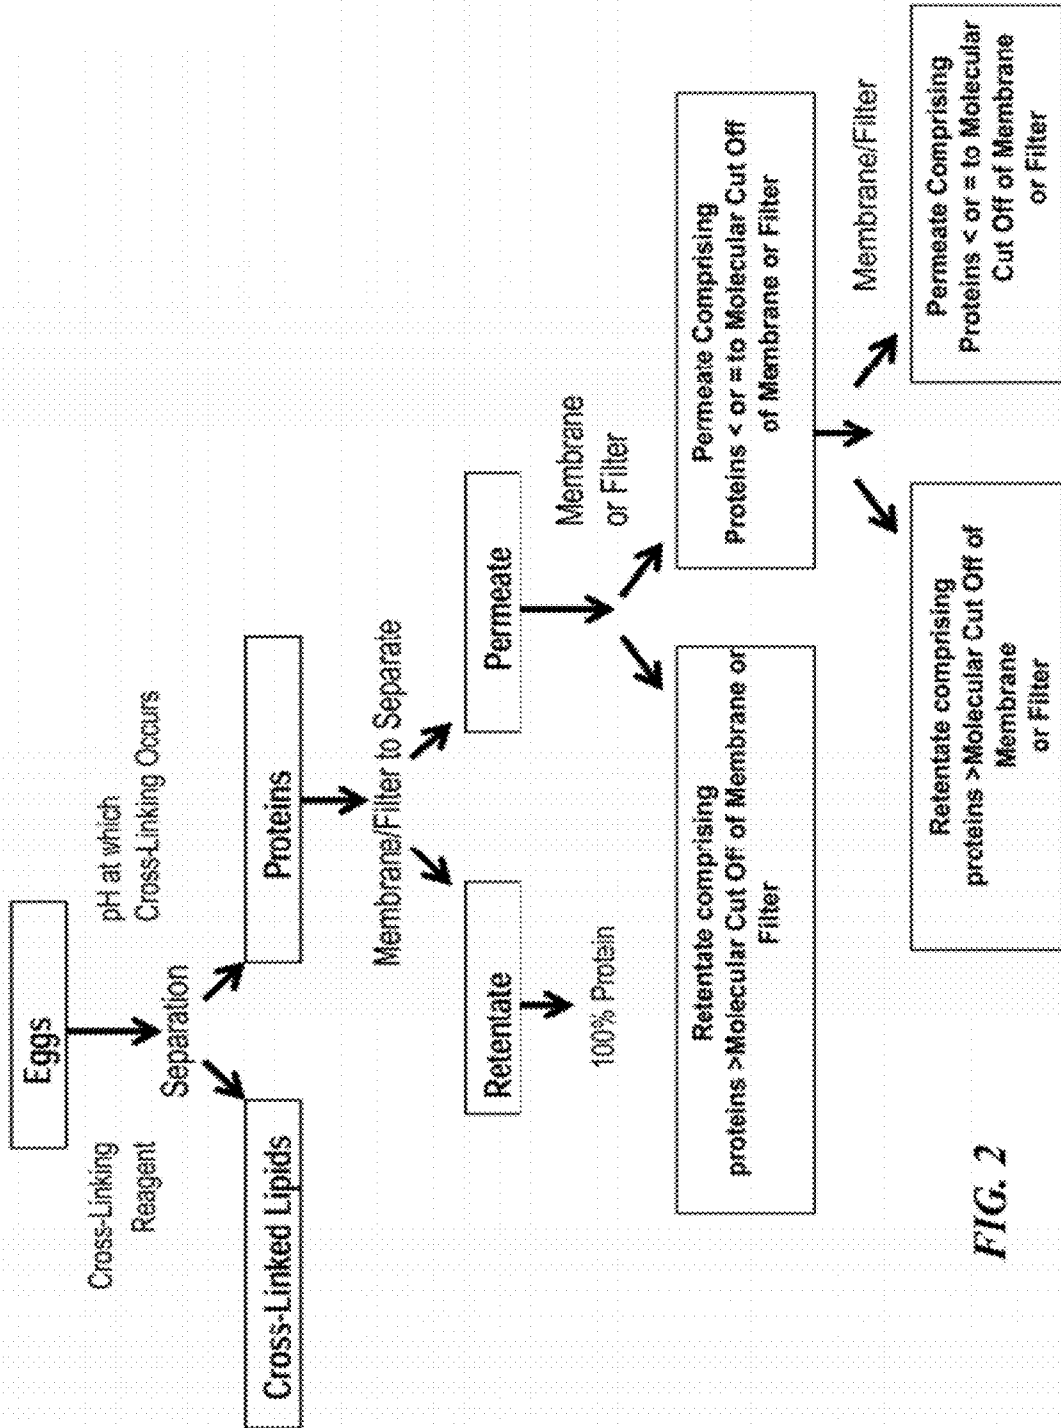 Eggs
Cross-Linking
Reagent
pH at which
Cross-Linking Occurs
Separation
Cross-Linked Lipids
Proteins
Membrane/Filter to Separate
Retentate
Permeate
100% Protein
Membrane
or Filter
Retentate comprising
proteins >Molecular Cut Off of Membrane or
Filter
Permeate Comprising
Proteins < or = to Molecular Cut Off
of Membrane or Filter
Membrane/Filter
Retentate comprising
proteins >Molecular Cut Off of
Membrane
or Filter
Permeate Comprising
Proteins < or = to Molecular
Cut Off of Membrane
or Filter
FIG. 2